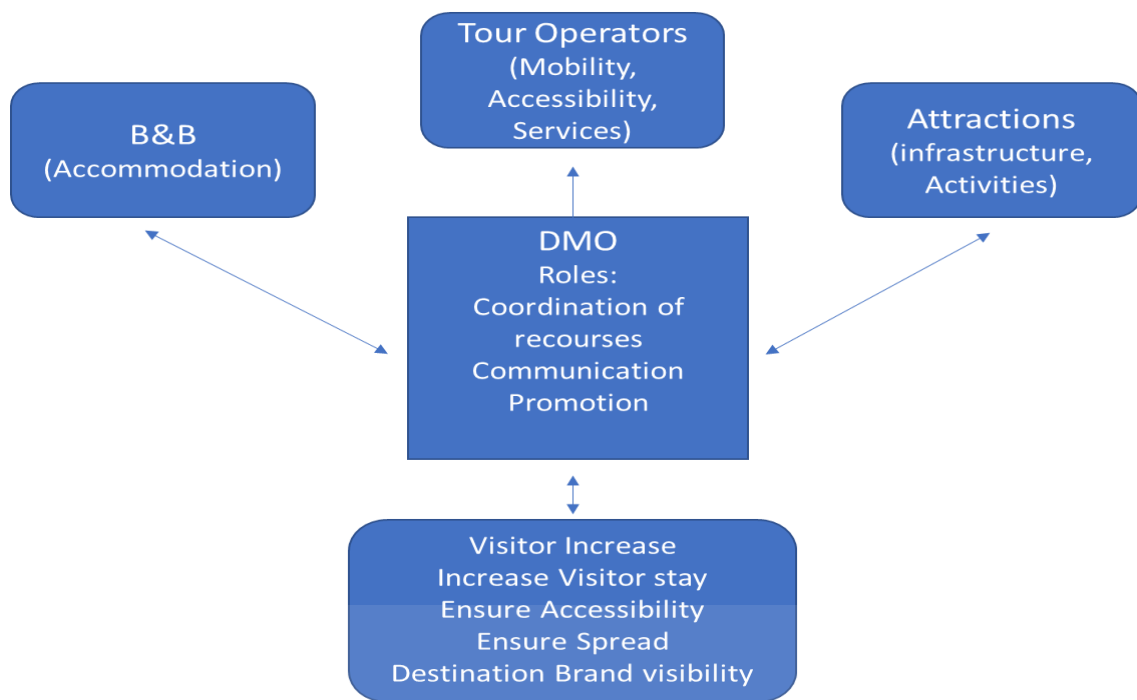 Tour Operators
(Mobility,
Accessibility,
Services)
B&B
(Accommodation)
Attractions
(infrastructure,
Activities)
DMO
Roles:
Coordination of
recourses
Communication
Promotion
Visitor Increase
Increase Visitor stay
Ensure Accessibility
Ensure Spread
Destination Brand visibility